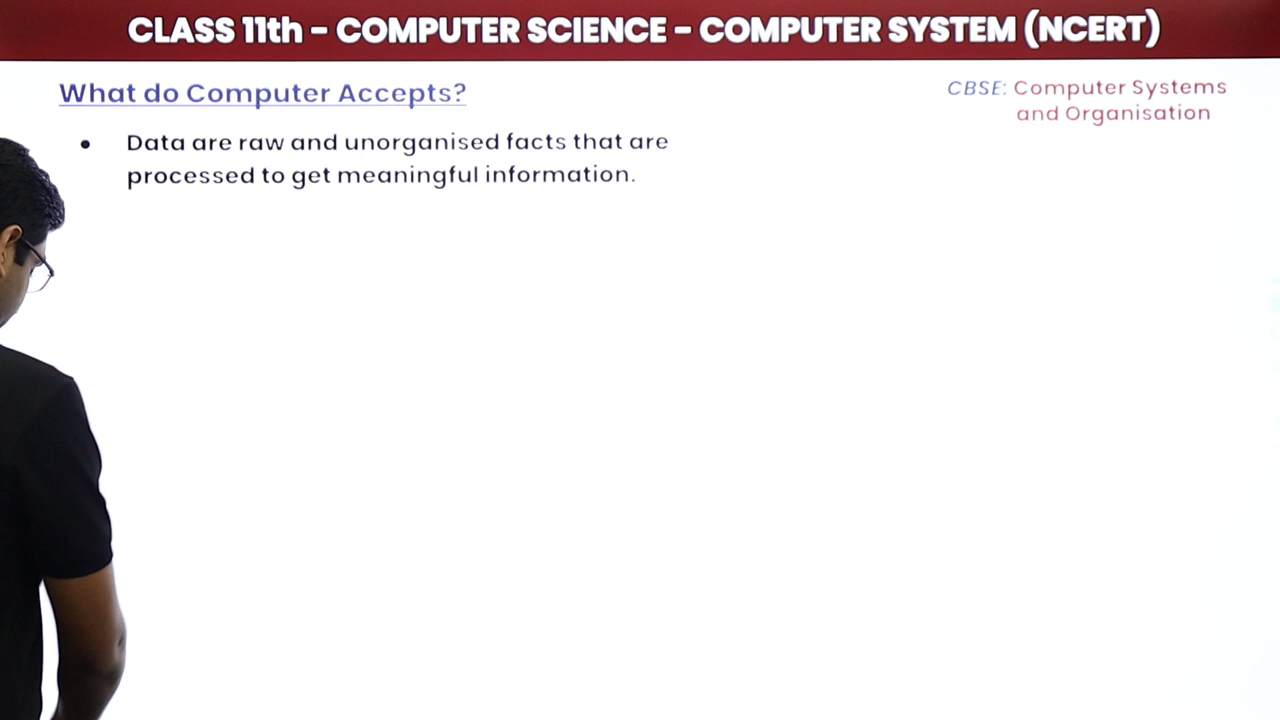 CLASS 11th - COMPUTER SCIENCE - COMPUTER SYSTEM (NCERT)
What do Computer Accepts?
CBSE: Computer Systems
and Organisation
• Data are raw and unorganised facts that are
processed to get meaningful information.